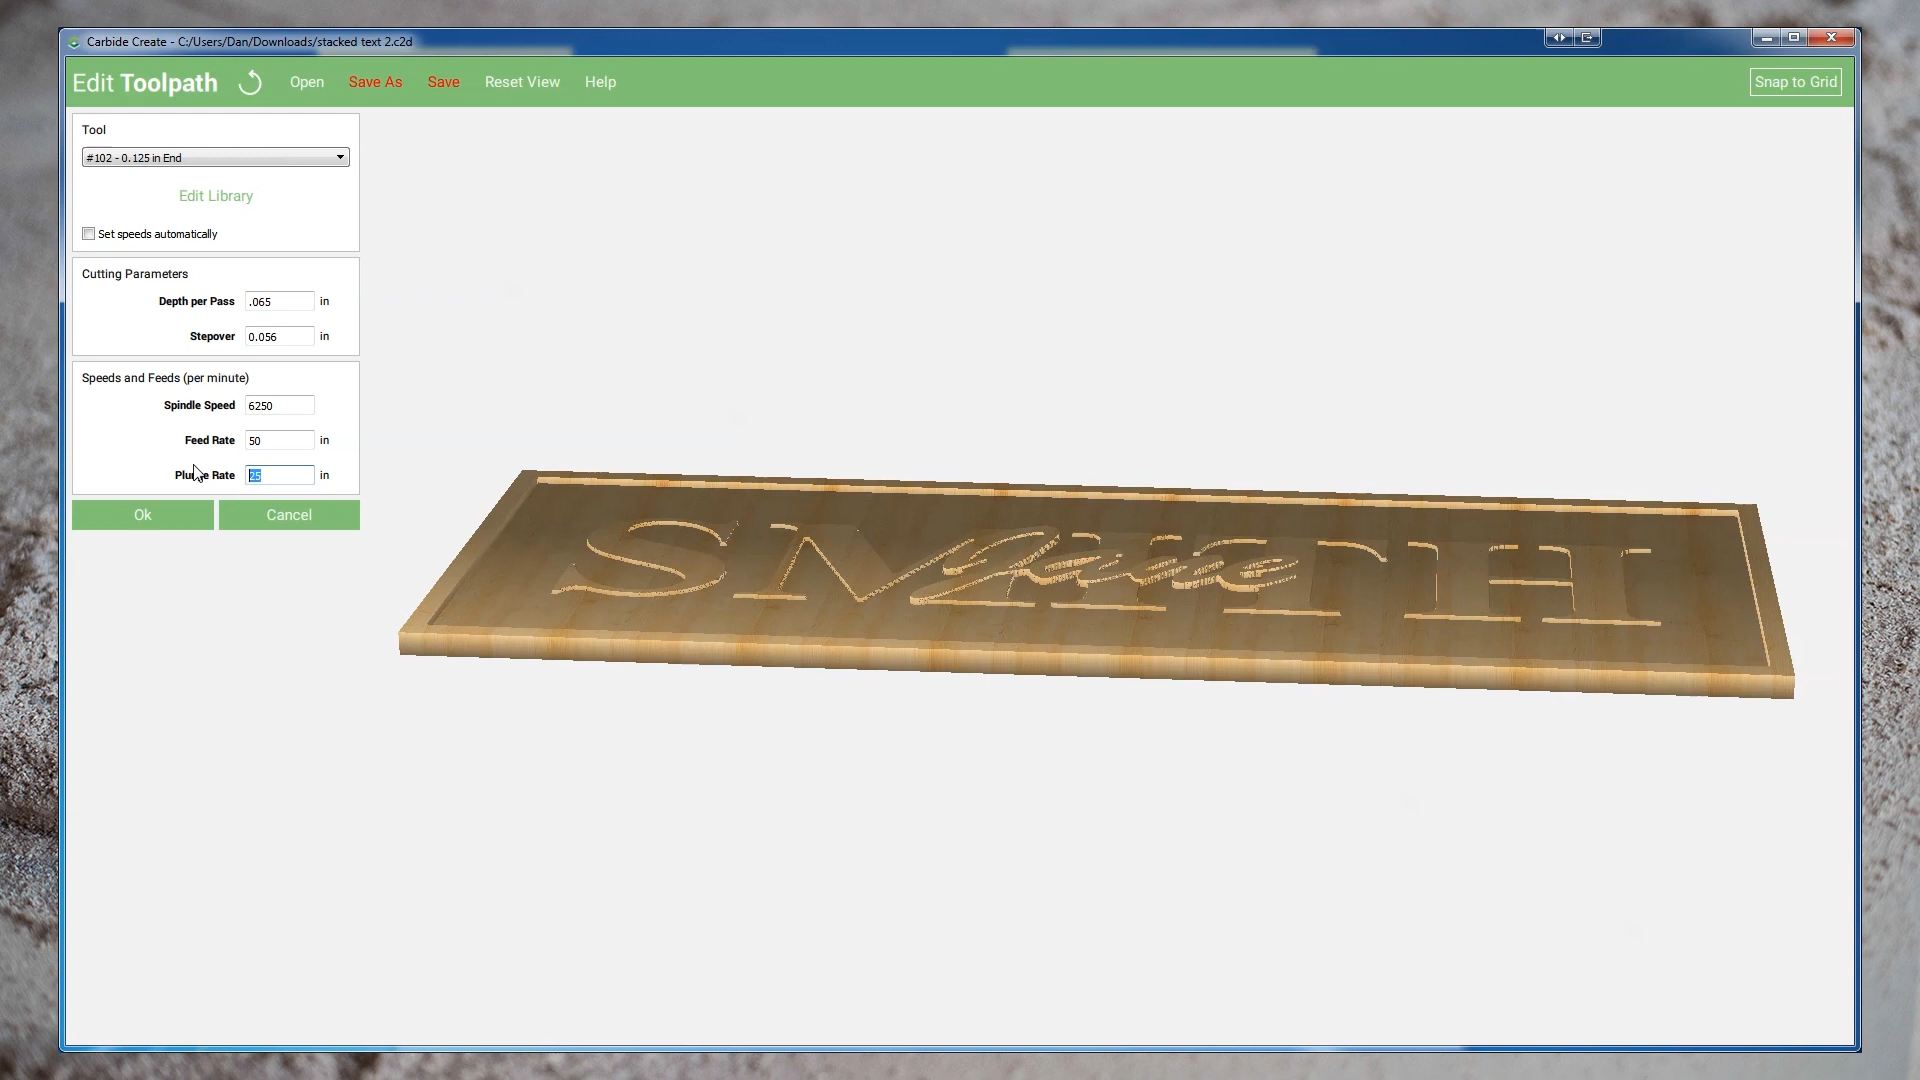 Carbide Create - C:/Users/Dan/Downloads/stacked text 2.c2d
Edit Toolpath Open Save As Save Reset View Help Snap to Grid
Tool
#102 - 0.125 in End
Edit Library
Set speeds automatically
Cutting Parameters
Depth per Pass .065 in
Stepover 0.056 in
Speeds and Feeds (per minute)
Spindle Speed 6250
Feed Rate 50 in
Plunge Rate 25 in
Ok Cancel
SMITH